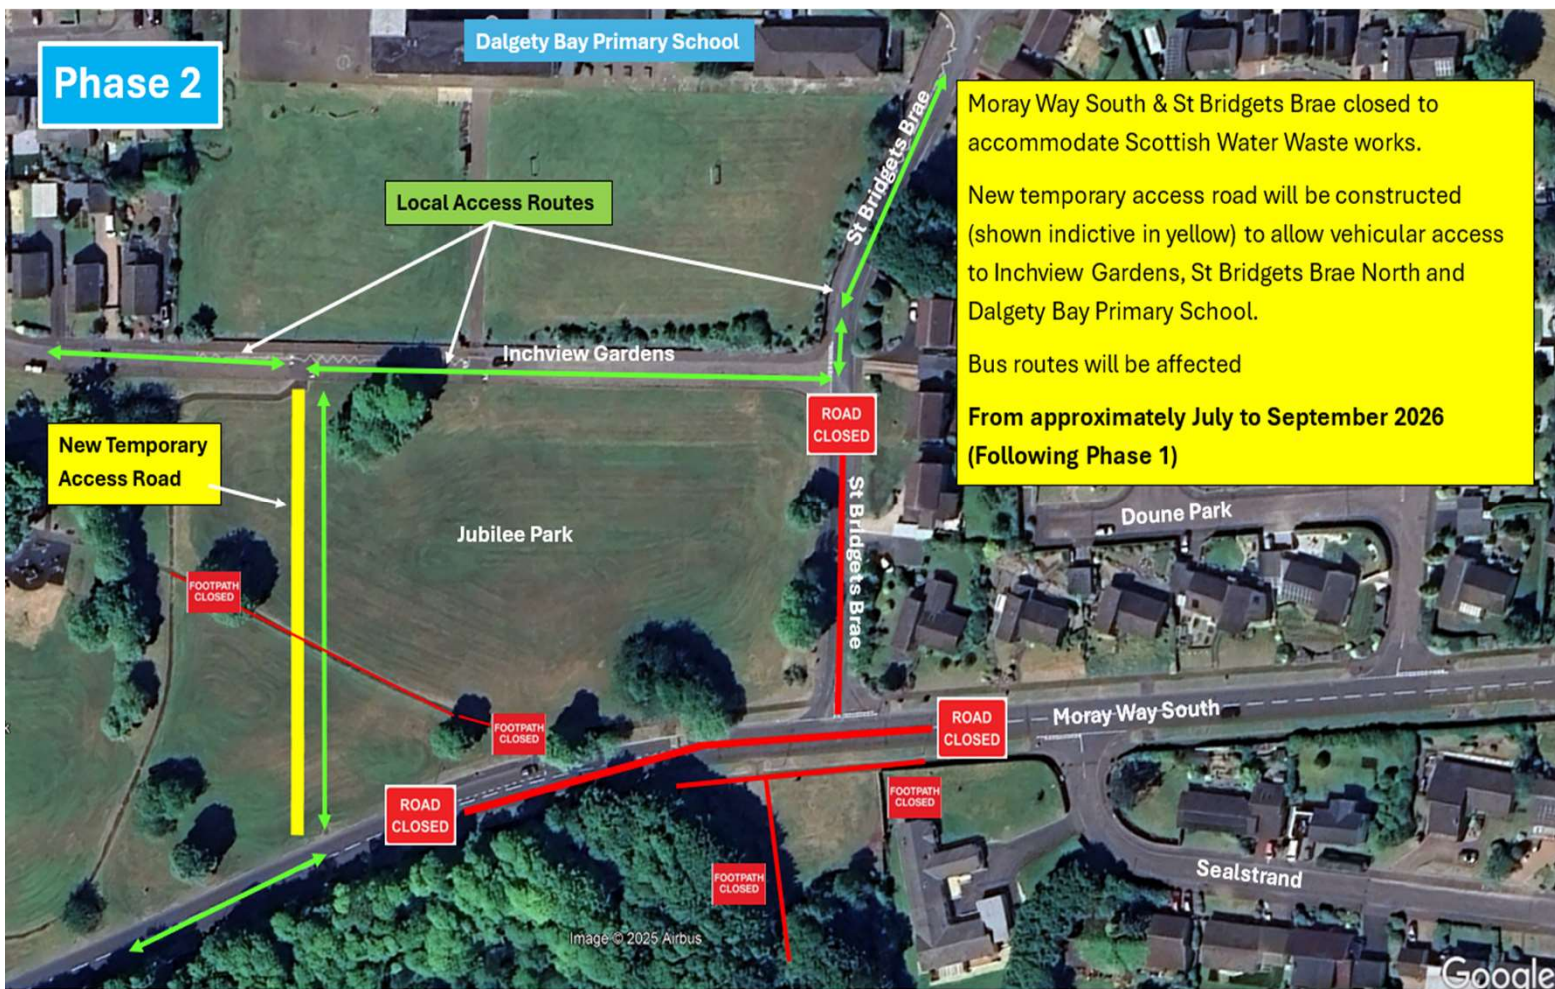 Dalgety Bay Primary School
Phase 2
St Bridgets Brae
Moray Way South & St Bridgets Brae closed to
accommodate Scottish Water Waste works.
New temporary access road will be constructed
(shown indictive in yellow) to allow vehicular access
to Inchview Gardens, St Bridgets Brae North and
Dalgety Bay Primary School.
Bus routes will be affected
From approximately July to September 2026
(Following Phase 1)
Local Access Routes
Inchview Gardens
ROAD
CLOSED
New Temporary
Access Road
St Bridgets Brae
Doune Park
Jubilee Park
FOOTPATH
CLOSED
FOOTPATH
CLOSED
Moray Way South
ROAD
CLOSED
ROAD
CLOSED
FOOTPATH
CLOSED
FOOTPATH
CLOSED
Sealstrand
Image © 2025 Airbus
Google